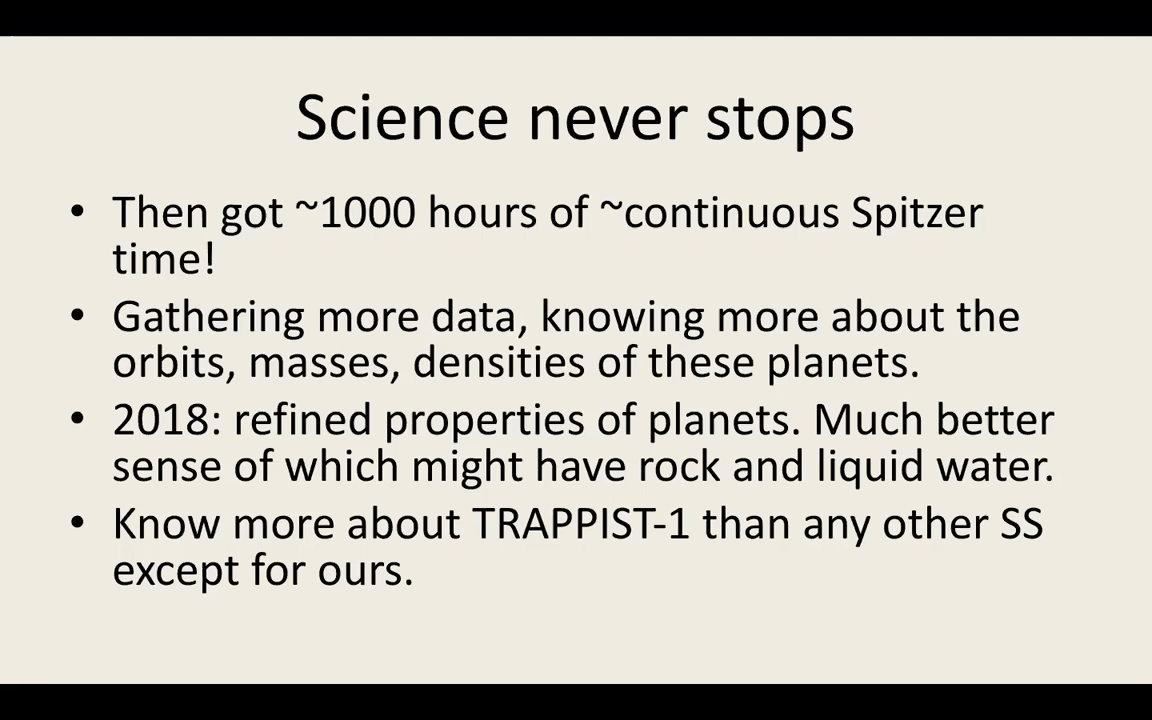 Science never stops
• Then got ~1000 hours of ~continuous Spitzer
time!
• Gathering more data, knowing more about the
orbits, masses, densities of these planets.
• 2018: refined properties of planets. Much better
sense of which might have rock and liquid water.
• Know more about TRAPPIST-1 than any other SS
except for ours.